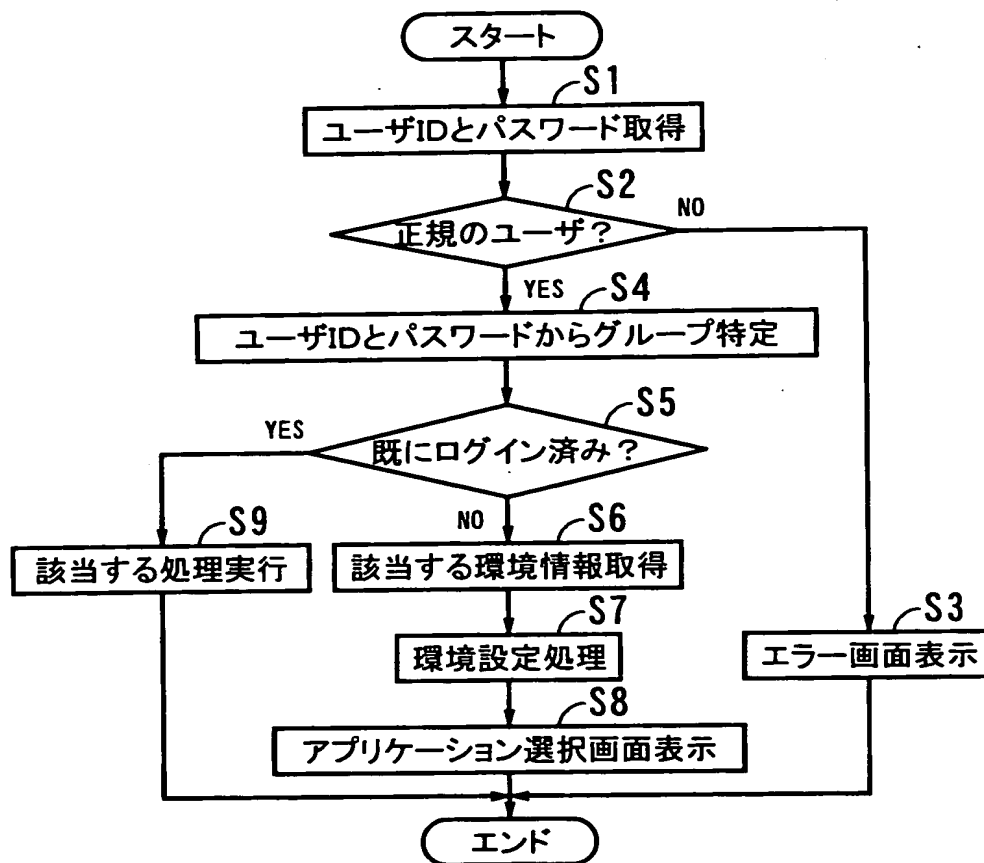 スタート
S1
ユーザIDとパスワード取得
S2
正規のユーザ?
NO
YES
S4
ユーザIDとパスワードからグループ特定
S5
YES
既にログイン済み?
NO
S9
該当する処理実行
S6
該当する環境情報取得
S7
環境設定処理
S3
エラー画面表示
S8
アプリケーション選択画面表示
エンド